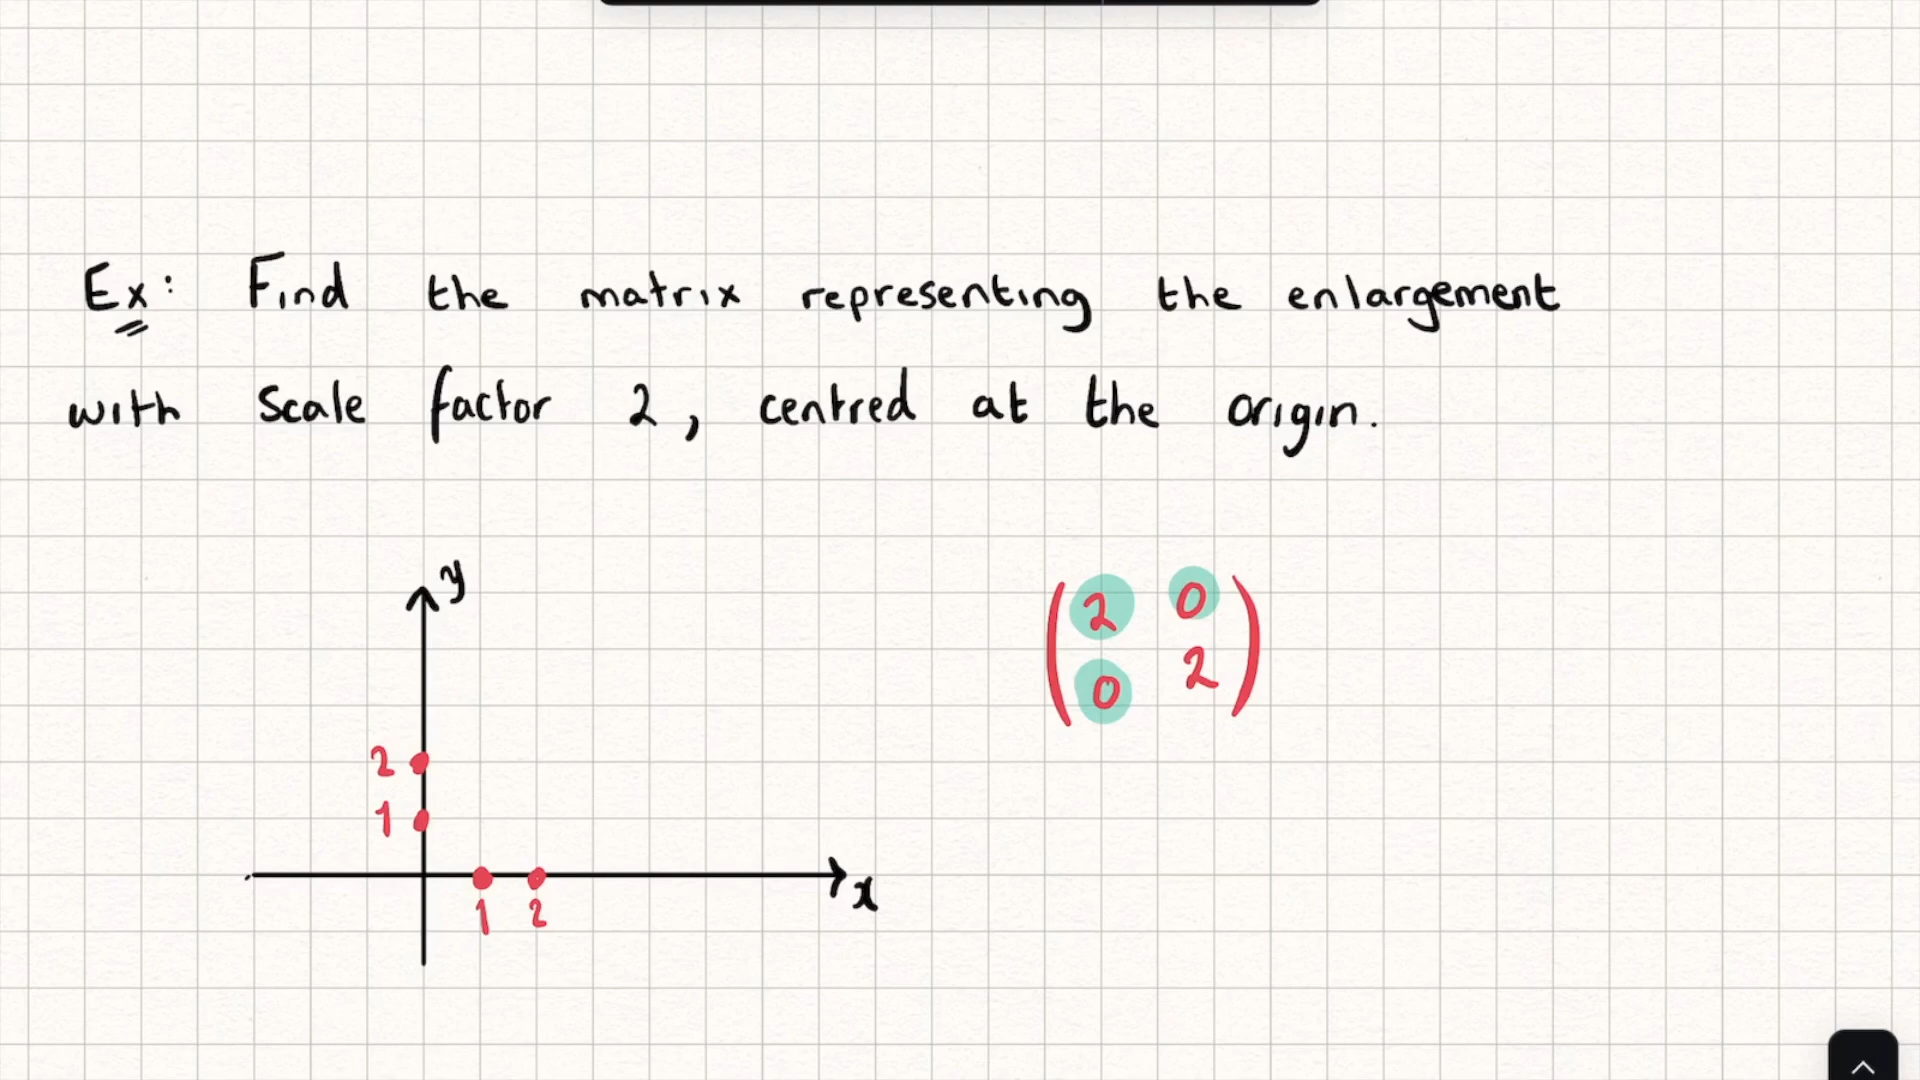 Ex: Find the matrix representing the enlargement
with scale factor 2, centred at the origin.
y
2 0
0 2
2
1
x
1 2